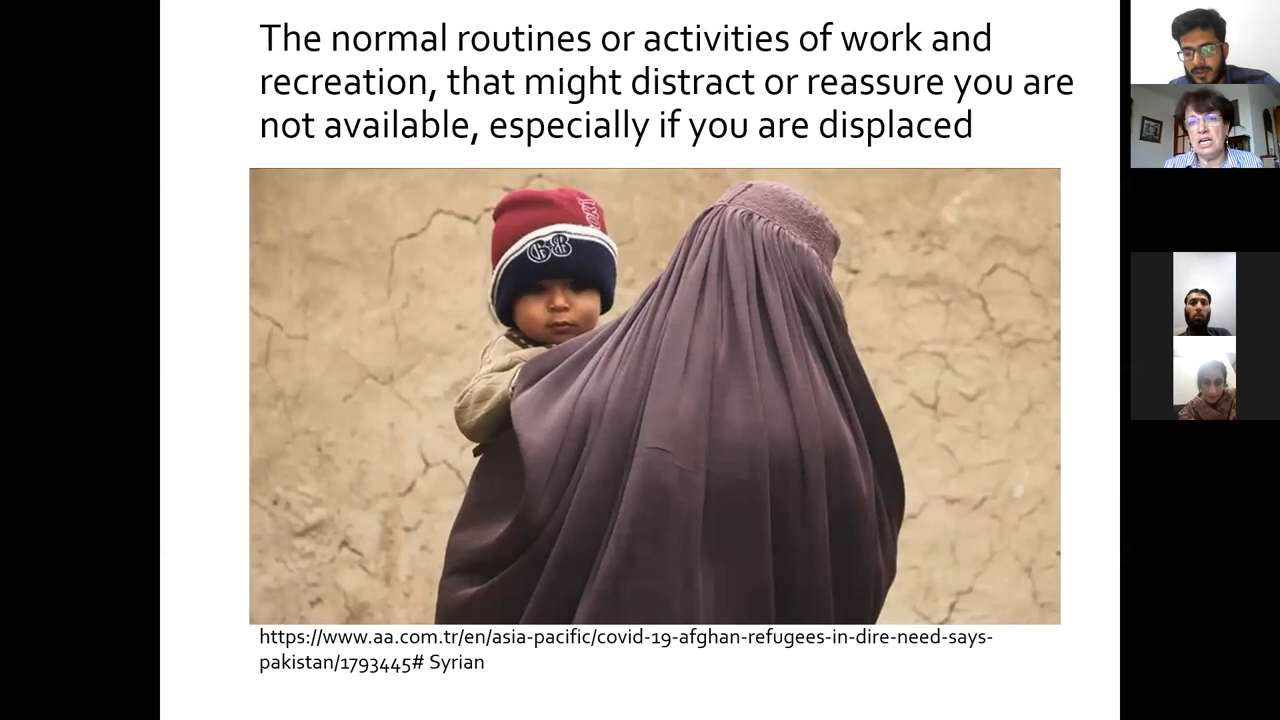 The normal routines or activities of work and
recreation, that might distract or reassure you are
not available, especially if you are displaced
68
https://www.aa.com.tr/en/asia-pacific/covid-19-afghan-refugees-in-dire-need-says-
pakistan/1793445# Syrian